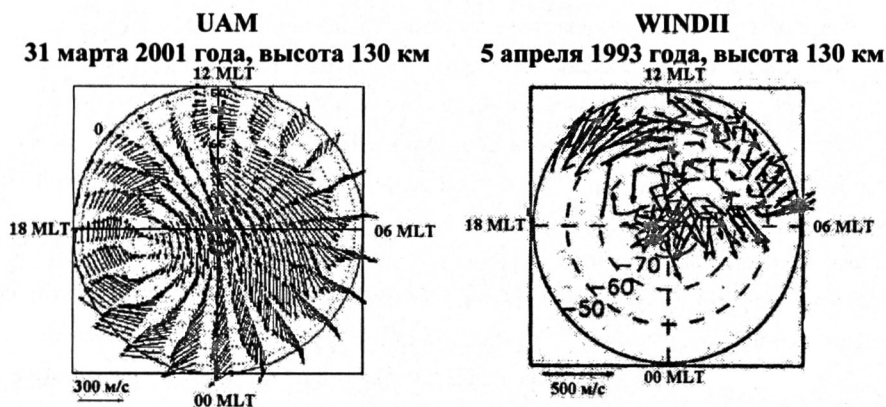 UAM
31 марта 2001 года, высота 130 км
12 MLT
0
18 MLT
06 MLT
00 MLT
300 м/с
WINDII
5 апреля 1993 года, высота 130 км
12 MLT
18 MLT
06 MLT
-70
-60
-50
00 MLT
500 м/с